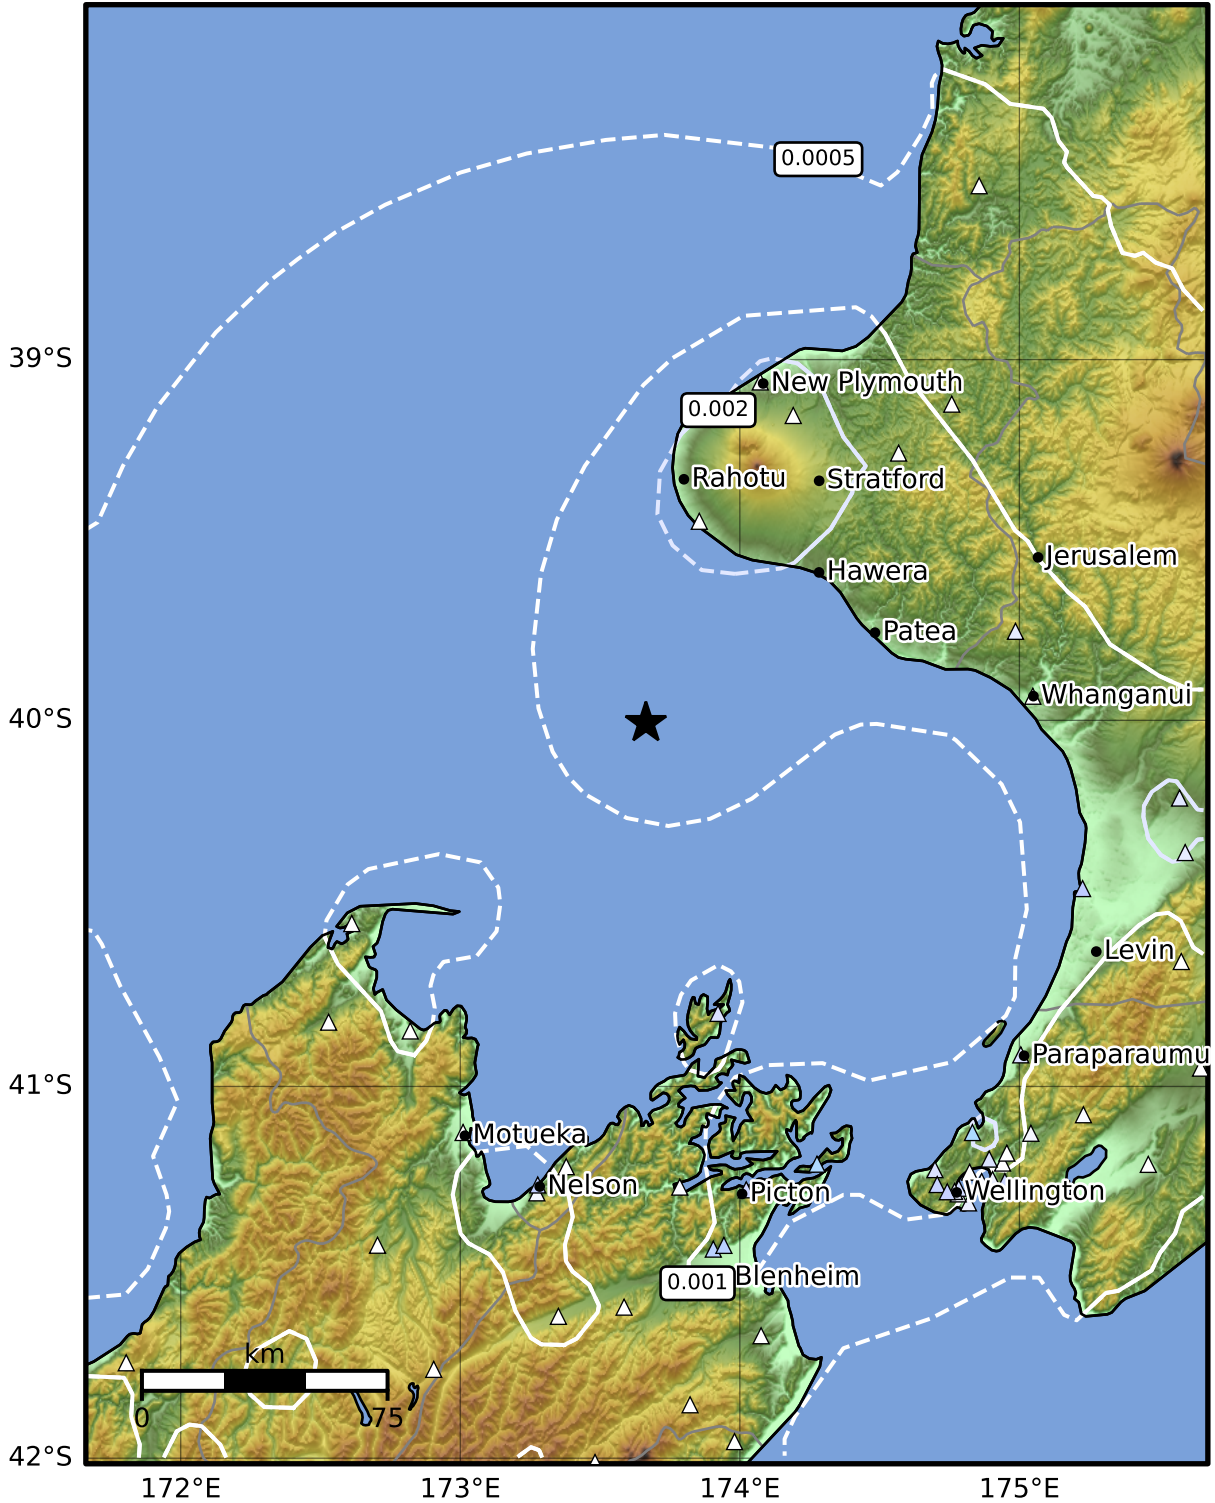 0.0005
39°S
New Plymouth
0.002
Rahotu
Stratford
Jerusalem
Hawera
Patea
Whanganui
40°S
Levin
Paraparaumu
41°S
Motueka
Nelson
Picton
Wellington
0.001
Blenheim
km
0
75
42°S
172°E
173°E
174°E
175°E